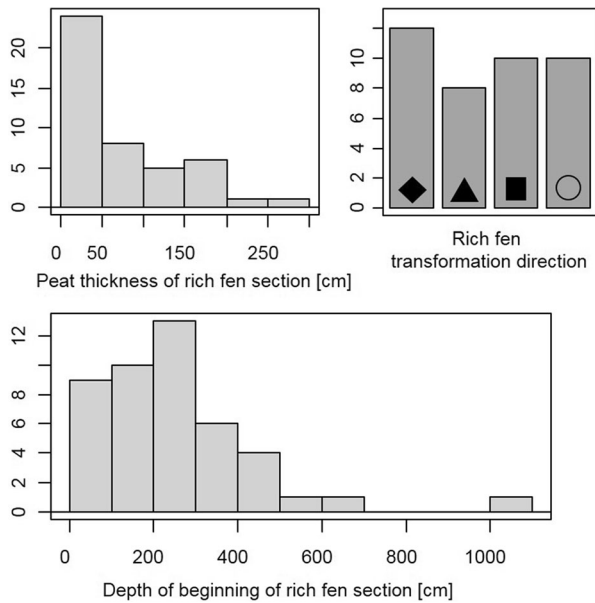 20
15
10
5
0
0 50 150 250
Peat thickness of rich fen section [cm]
10
8
6
4
2
0
Rich fen
transformation direction
12
8
6
4
2
0
0 200 400 600 800 1000
Depth of beginning of rich fen section [cm]